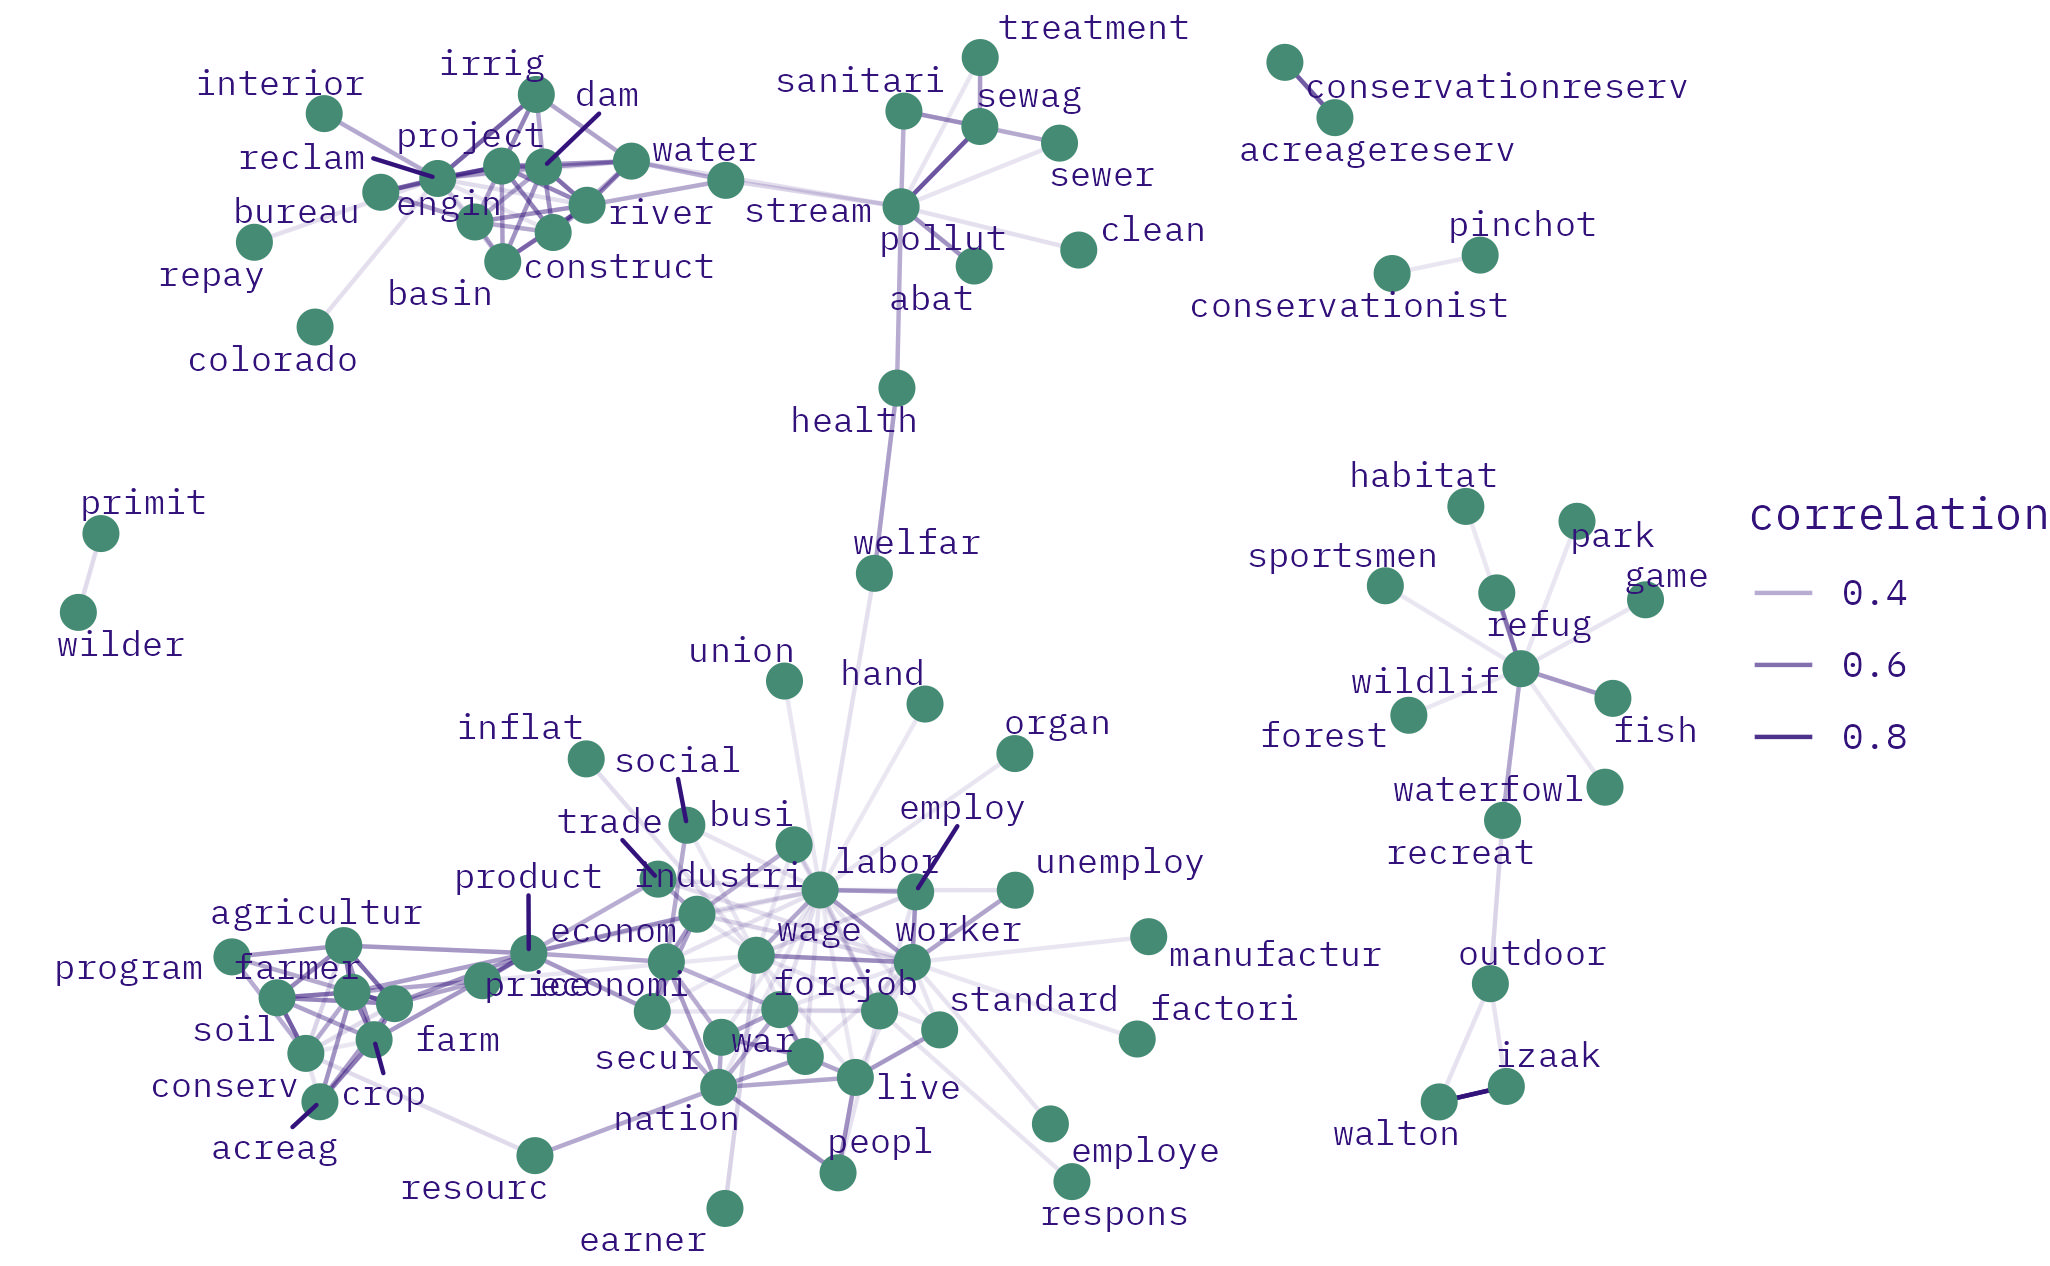 treatment
irrig
interior
sanitari
conservationreserv
dam
sewag
project
water
reclam
acreagereserv
sewer
engin
bureau
river
stream
pinchot
clean
pollut
repay
construct
basin
abat
conservationist
colorado
health
habitat
primit
correlation
park
welfar
sportsmen
game
0.4
refug
wilder
union
hand
wildlif
0.6
inflat
organ
forest
fish
social
0.8
waterfowl
trade
busi
employ
recreat
product
industri
labor
unemploy
agricultur
econom
wage
worker
manufactur
outdoor
program
farmer
price
economi
forc
job
standard
factori
soil
farm
secur
war
izaak
conserv
crop
live
nation
walton
acreag
peopl
employe
resourc
respons
earner